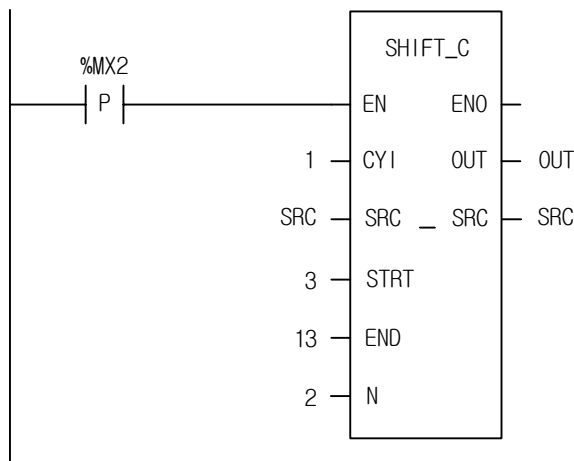 SHIFT_C
%MX2
P EN ENO
1 CYI OUT OUT
SRC SRC _ SRC SRC
3 STRT
13 END
2 N